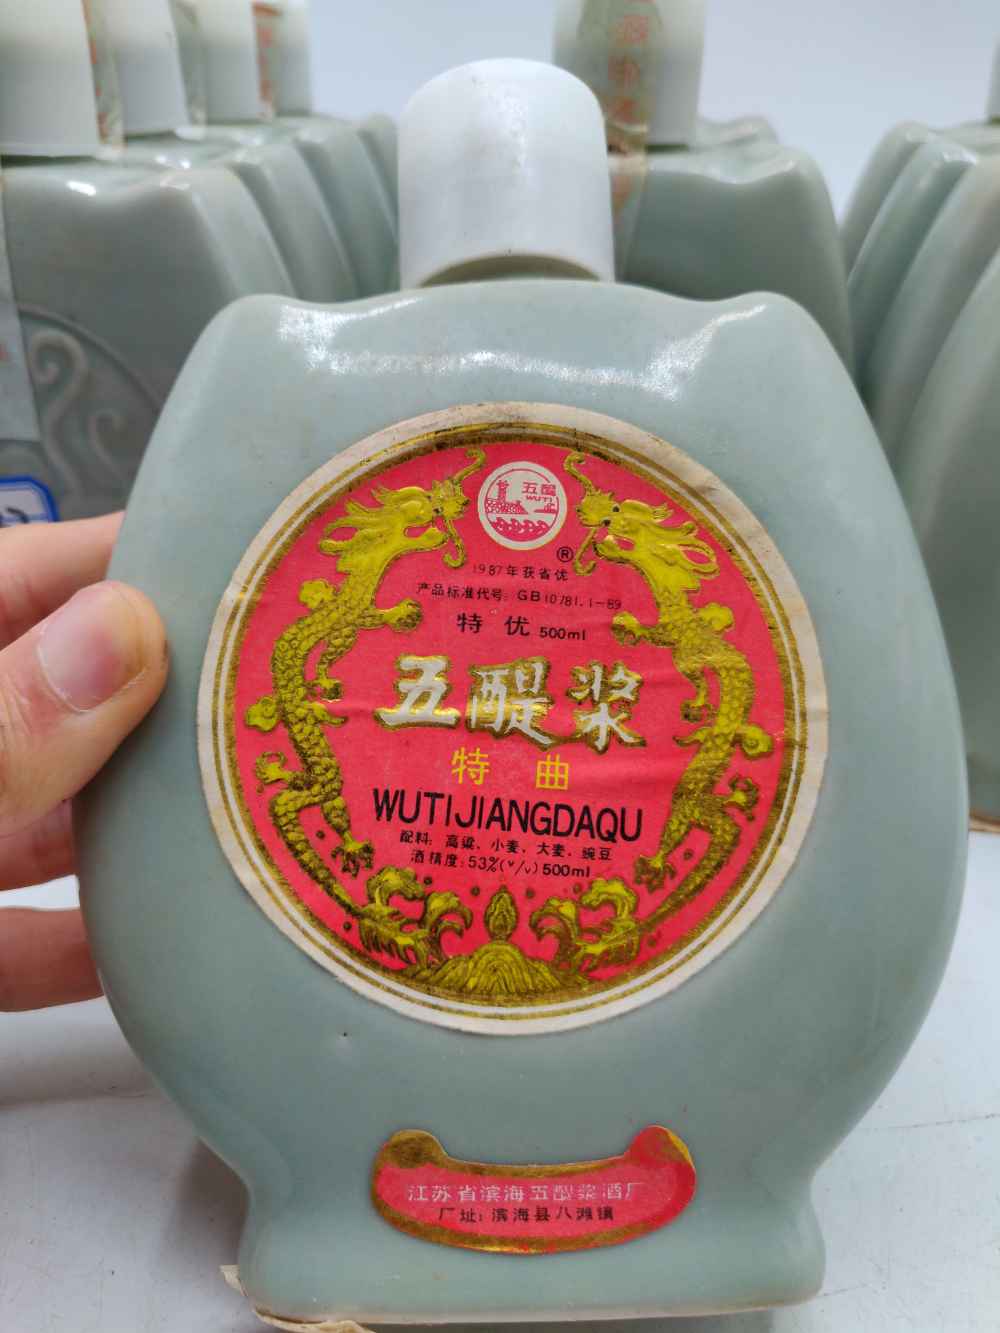 五醍
WUTI
®
1987年获省优
产品标准代号: GB10781.1-89
特优 500ml
五醍浆
特曲
WUTIJIANGDAQU
配料: 高粱、小麦、大麦、豌豆
酒精度: 53%(v/v) 500ml
江苏省滨海五醍浆酒厂
厂址: 滨海县八滩镇